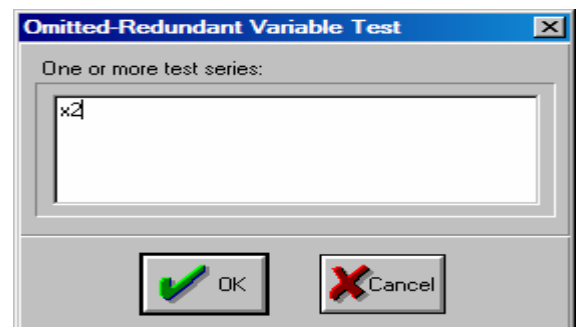 Omitted-Redundant Variable Test
One or more test series:
x2
OK
Cancel